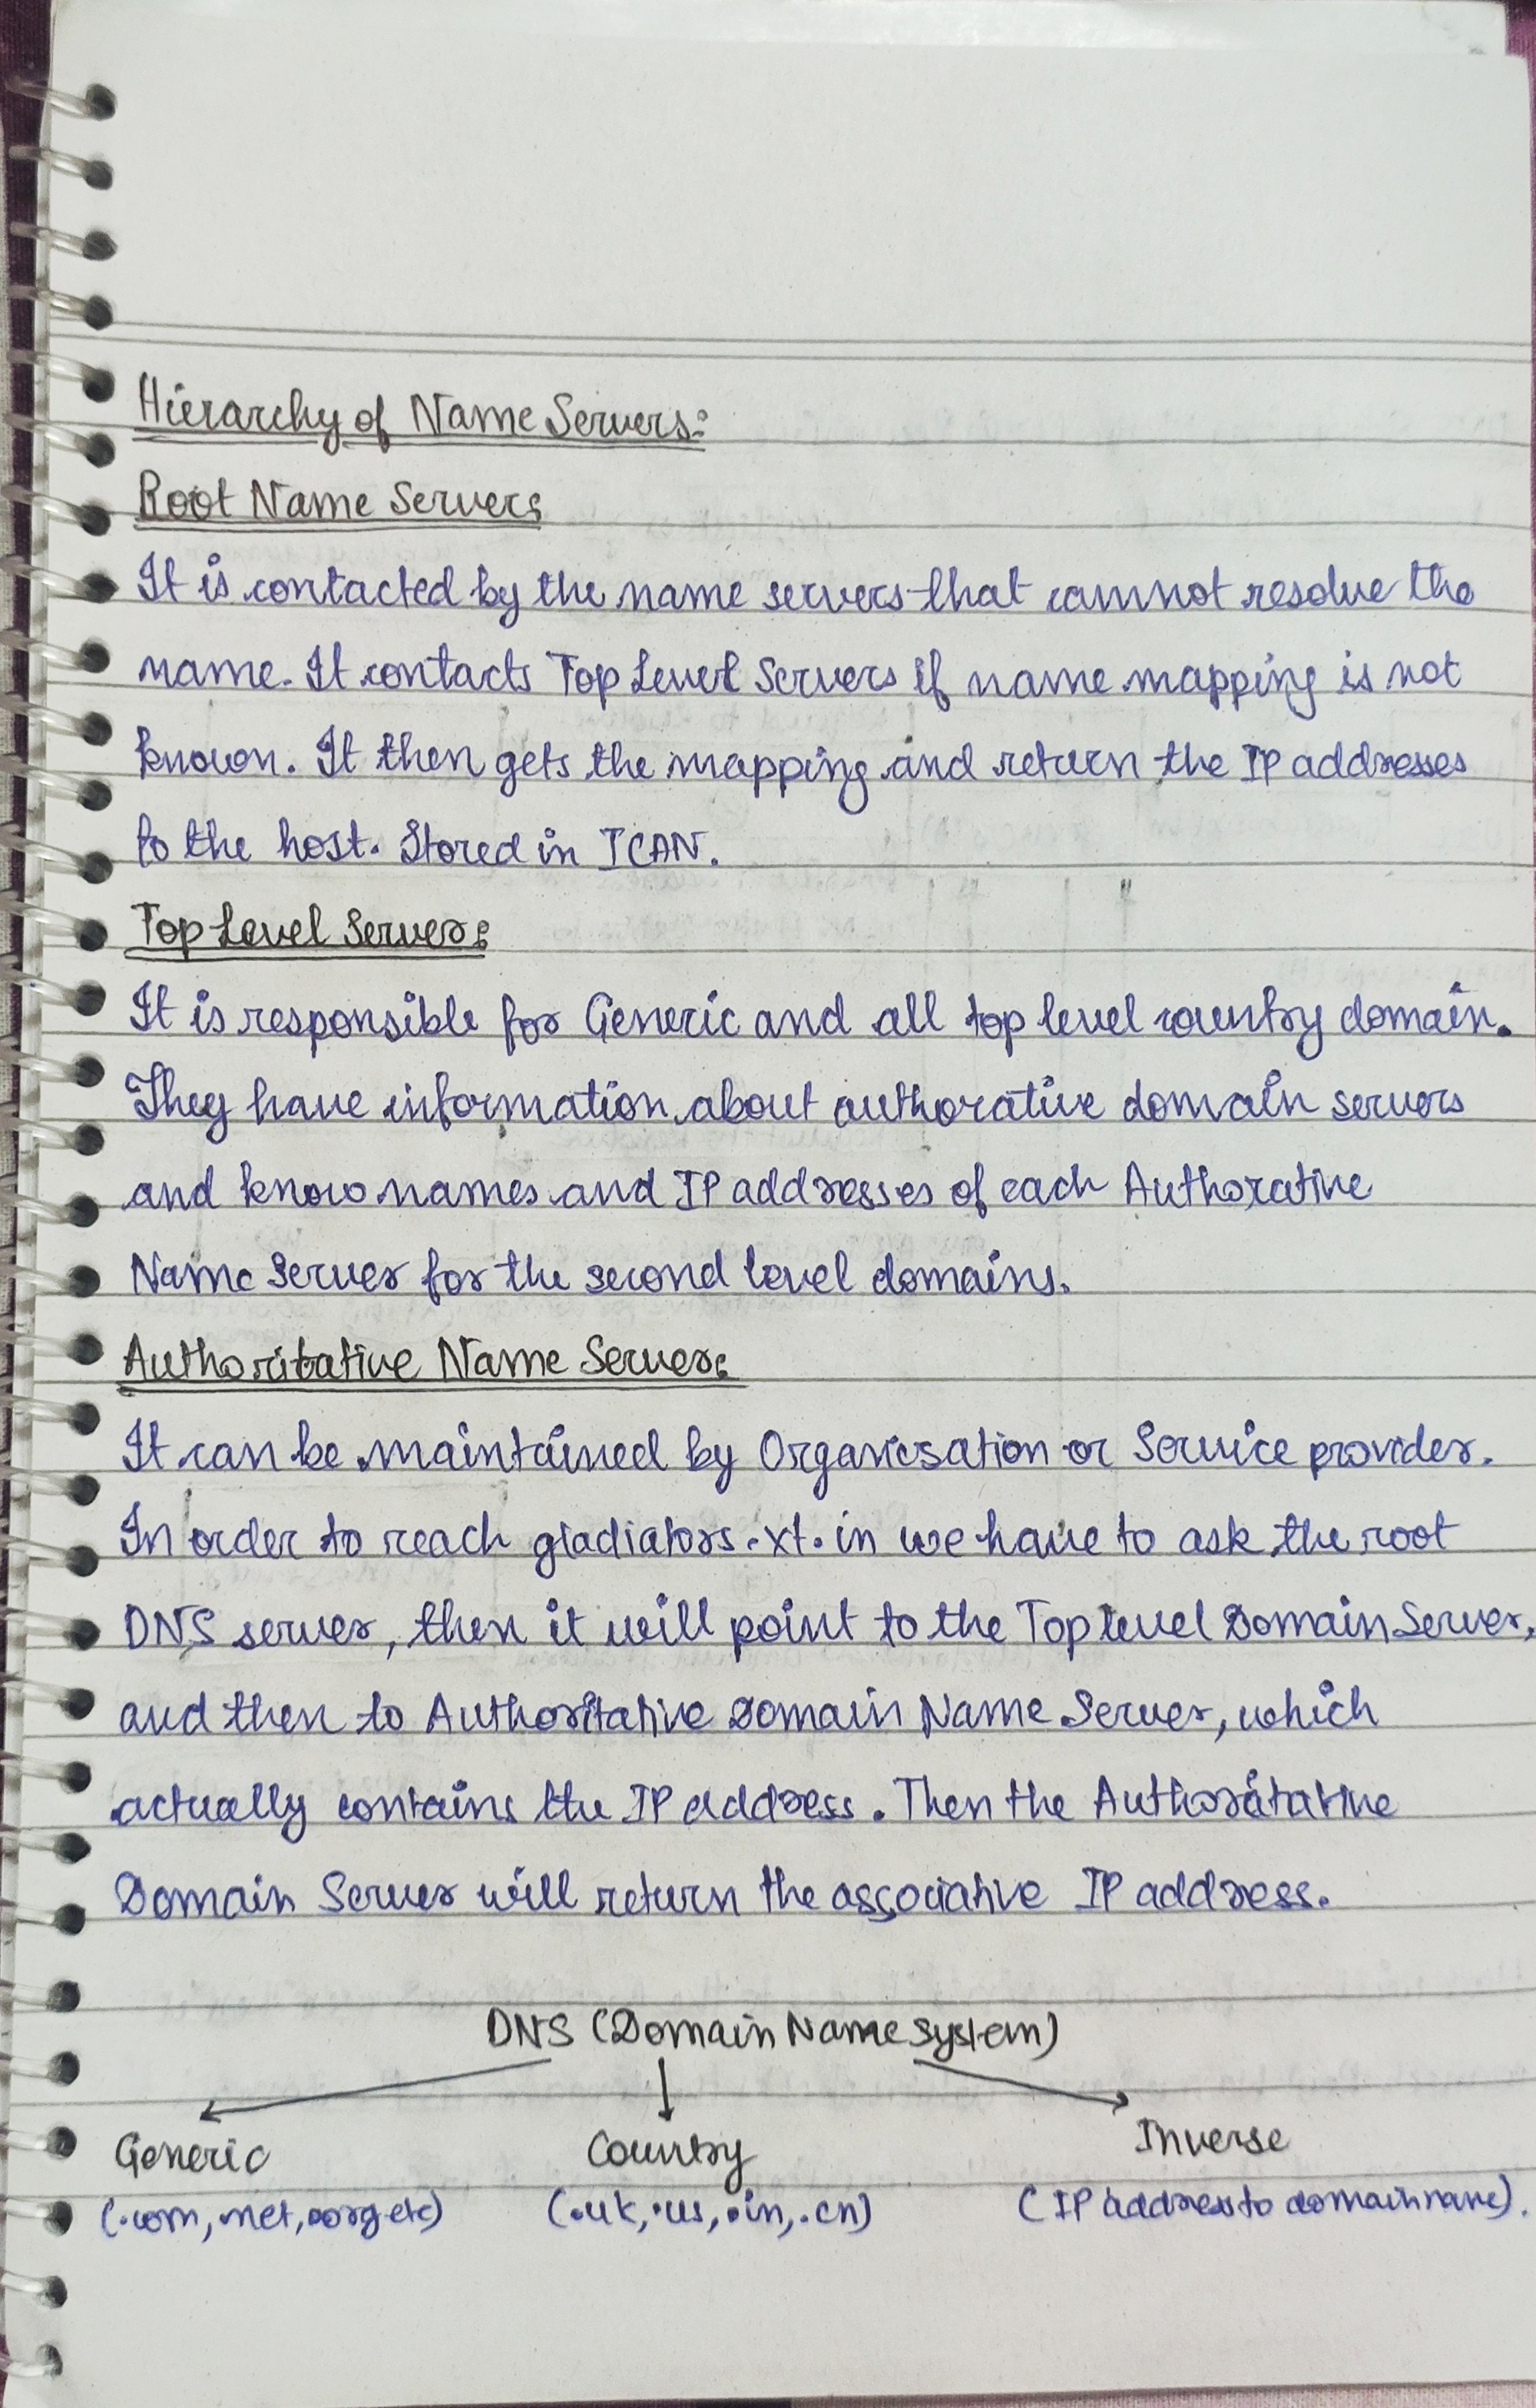 Hierarchy of Name Servers:
Root Name Servers
It is contacted by the name servers that cannot resolve the
name. It contacts Top Level Servers if name mapping is not
known. It then gets the mapping and return the IP addresses
to the host. Stored in ICAN.
Top Level Server:
It is responsible for Generic and all top level country domain.
They have information about authorative domain servers
and know names and IP addresses of each Authorative
Name Server for the second level domains.
Authoritative Name Server:
It can be maintained by Organisation or Service provider.
In order to reach gladiators.xt.in we have to ask the root
DNS server, then it will point to the Top level Domain Server,
and then to Authoritative Domain Name Server, which
actually contains the IP address. Then the Authoritative
Domain Server will return the associative IP address.
DNS (Domain Name System)
Generic Country Inverse
(.com, .net, .org etc) (.uk, .us, .in, .cn) (IP address to domain name).